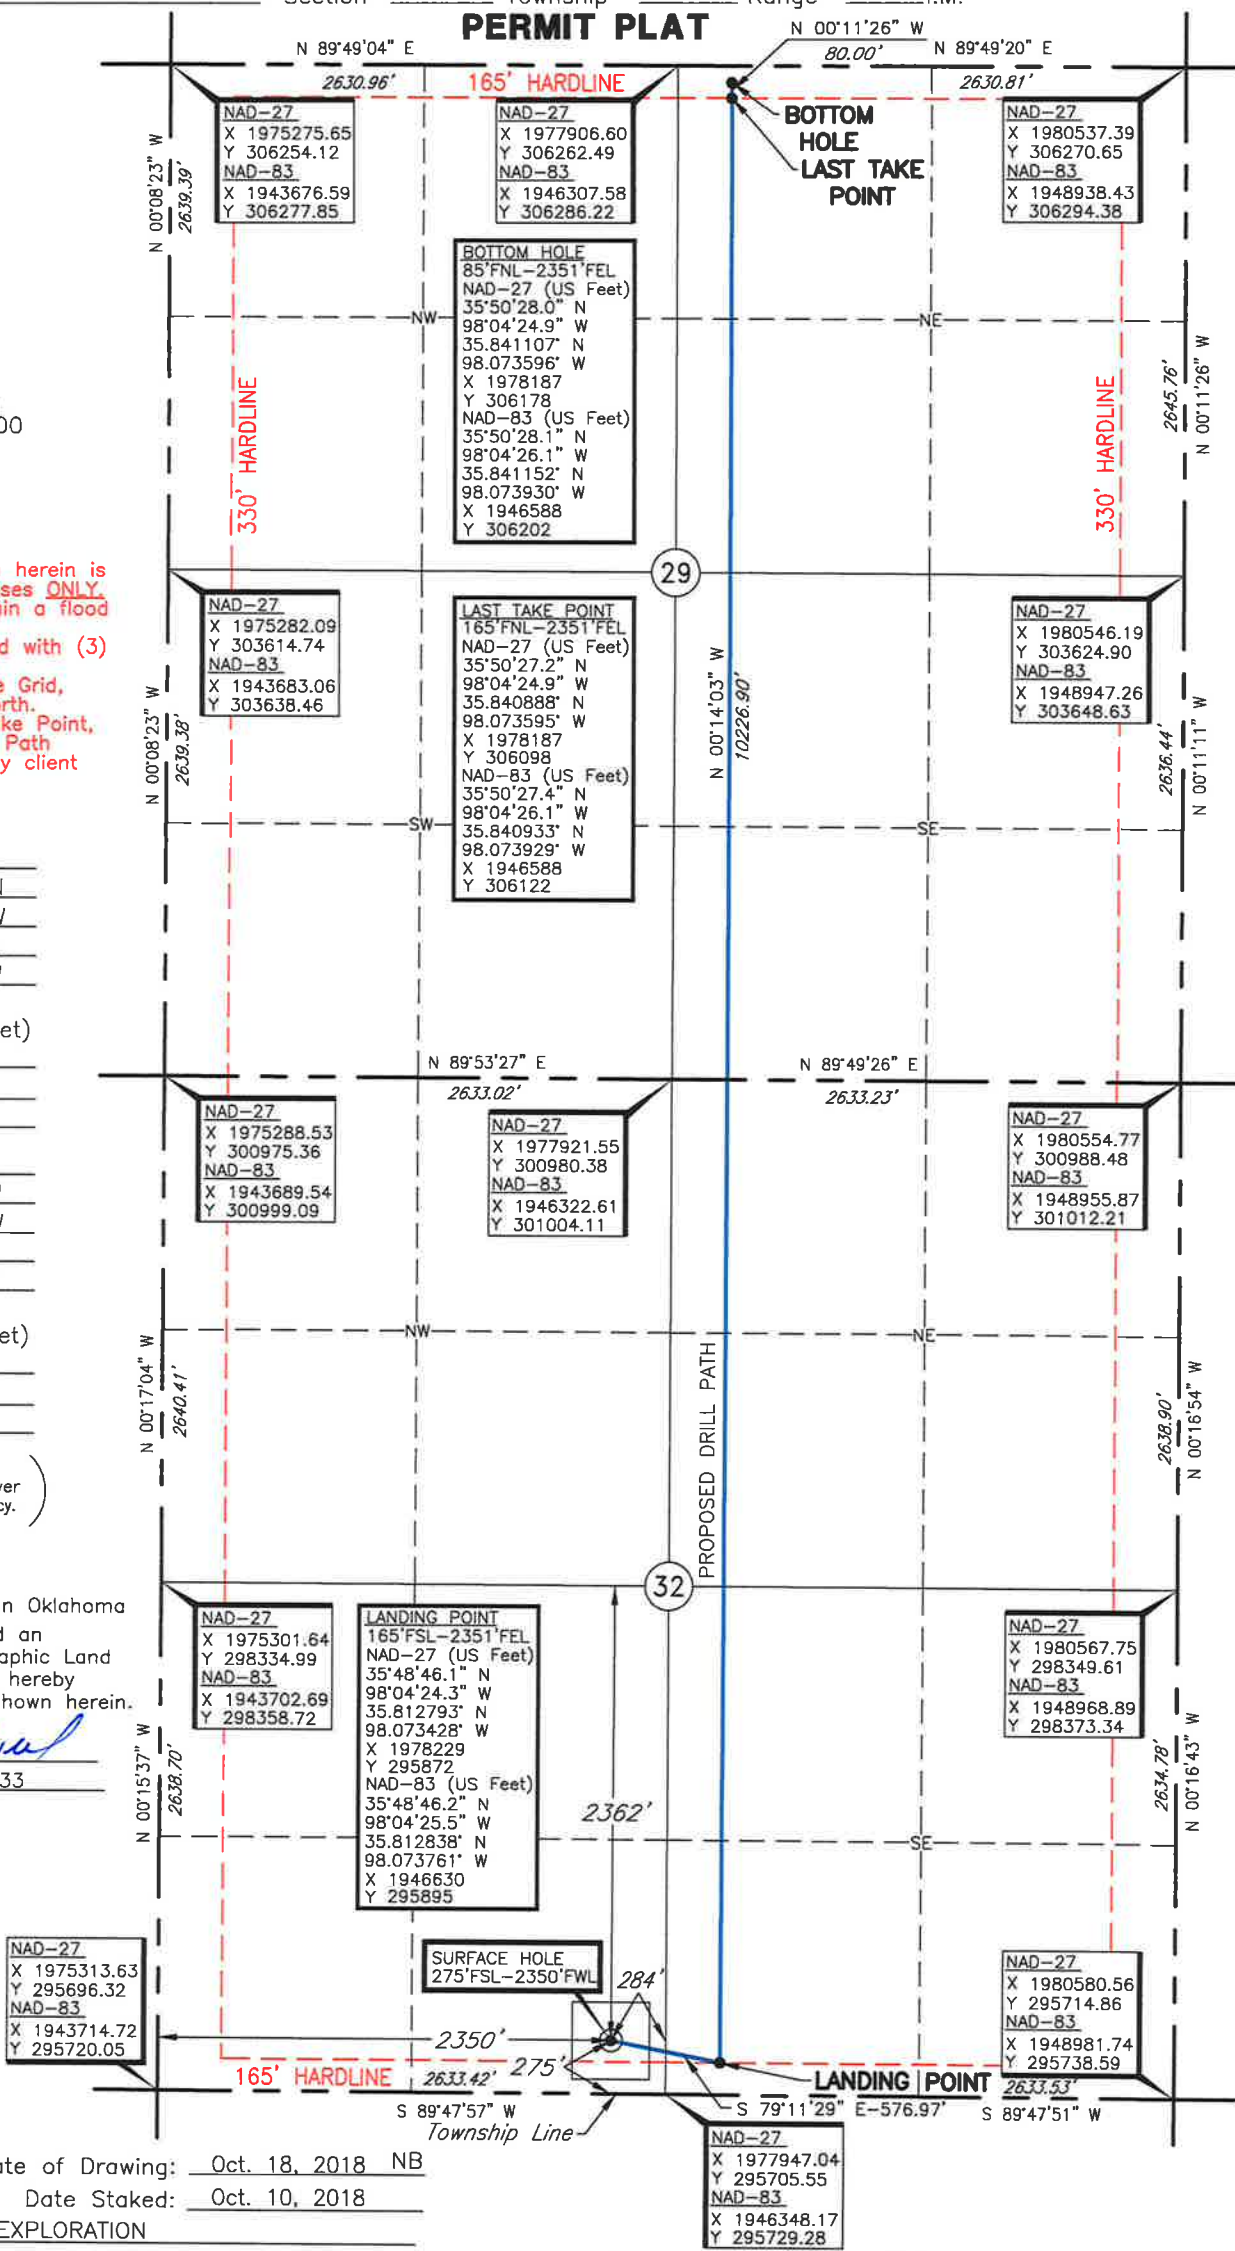 PERMIT PLAT
N 00°11'26" W
80.00'
N 89°49'04" E
2630.96'
165' HARDLINE
N 89°49'20" E
2630.81'
BOTTOM
HOLE
LAST TAKE
POINT
NAD-27
X 1975275.65
Y 306254.12
NAD-83
X 1943676.59
Y 306277.85
NAD-27
X 1977906.60
Y 306262.49
NAD-83
X 1946307.58
Y 306286.22
NAD-27
X 1980537.39
Y 306270.65
NAD-83
X 1948938.43
Y 306294.38
N 00°08'23" W
2639.39'
BOTTOM HOLE
85'FNL-2351'FEL
NAD-27 (US Feet)
35°50'28.0" N
98°04'24.9" W
35.841107° N
98.073596° W
X 1978187
Y 306178
NAD-83 (US Feet)
35°50'28.1" N
98°04'26.1" W
35.841152° N
98.073930° W
X 1946588
Y 306202
NW
NE
330' HARDLINE
330' HARDLINE
2645.76'
N 00°11'26" W
00
29
herein is
ses ONLY.
in a flood
d with (3)
e Grid,
rth.
ke Point,
Path
y client
NAD-27
X 1975282.09
Y 303614.74
NAD-83
X 1943683.06
Y 303638.46
LAST TAKE POINT
165'FNL-2351'FEL
NAD-27 (US Feet)
35°50'27.2" N
98°04'24.9" W
35.840888° N
98.073595° W
X 1978187
Y 306098
NAD-83 (US Feet)
35°50'27.4" N
98°04'26.1" W
35.840933° N
98.073929° W
X 1946588
Y 306122
NAD-27
X 1980546.19
Y 303624.90
NAD-83
X 1948947.26
Y 303648.63
N 00°08'23" W
2639.38'
N 00°14'03" W
10226.90'
2636.44'
N 00°11'11" W
SW
SE
et)
N 89°53'27" E
2633.02'
N 89°49'26" E
2633.23'
NAD-27
X 1975288.53
Y 300975.36
NAD-83
X 1943689.54
Y 300999.09
NAD-27
X 1977921.55
Y 300980.38
NAD-83
X 1946322.61
Y 301004.11
NAD-27
X 1980554.77
Y 300988.48
NAD-83
X 1948955.87
Y 301012.21
et)
NW
NE
N 00°17'04" W
2640.41'
PROPOSED DRILL PATH
2638.90'
N 00°16'54" W
ver
cy.
32
n Oklahoma
d an
aphic Land
hereby
hown herein.
33
NAD-27
X 1975301.64
Y 298334.99
NAD-83
X 1943702.69
Y 298358.72
LANDING POINT
165'FSL-2351'FEL
NAD-27 (US Feet)
35°48'46.1" N
98°04'24.3" W
35.812793° N
98.073428° W
X 1978229
Y 295872
NAD-83 (US Feet)
35°48'46.2" N
98°04'25.5" W
35.812838° N
98.073761° W
X 1946630
Y 295895
NAD-27
X 1980567.75
Y 298349.61
NAD-83
X 1948968.89
Y 298373.34
N 00°15'37" W
2638.70'
2362'
2634.78'
N 00°16'43" W
SE
NAD-27
X 1975313.63
Y 295696.32
NAD-83
X 1943714.72
Y 295720.05
SURFACE HOLE
275'FSL-2350'FWL
284'
NAD-27
X 1980580.56
Y 295714.86
NAD-83
X 1948981.74
Y 295738.59
2350'
275'
165' HARDLINE
2633.42'
LANDING POINT
2633.53'
S 89°47'57" W
S 79°11'29" E-576.97'
S 89°47'51" W
Township Line
NAD-27
X 1977947.04
Y 295705.55
NAD-83
X 1946348.17
Y 295729.28
ate of Drawing: Oct. 18, 2018 NB
Date Staked: Oct. 10, 2018
EXPLORATION